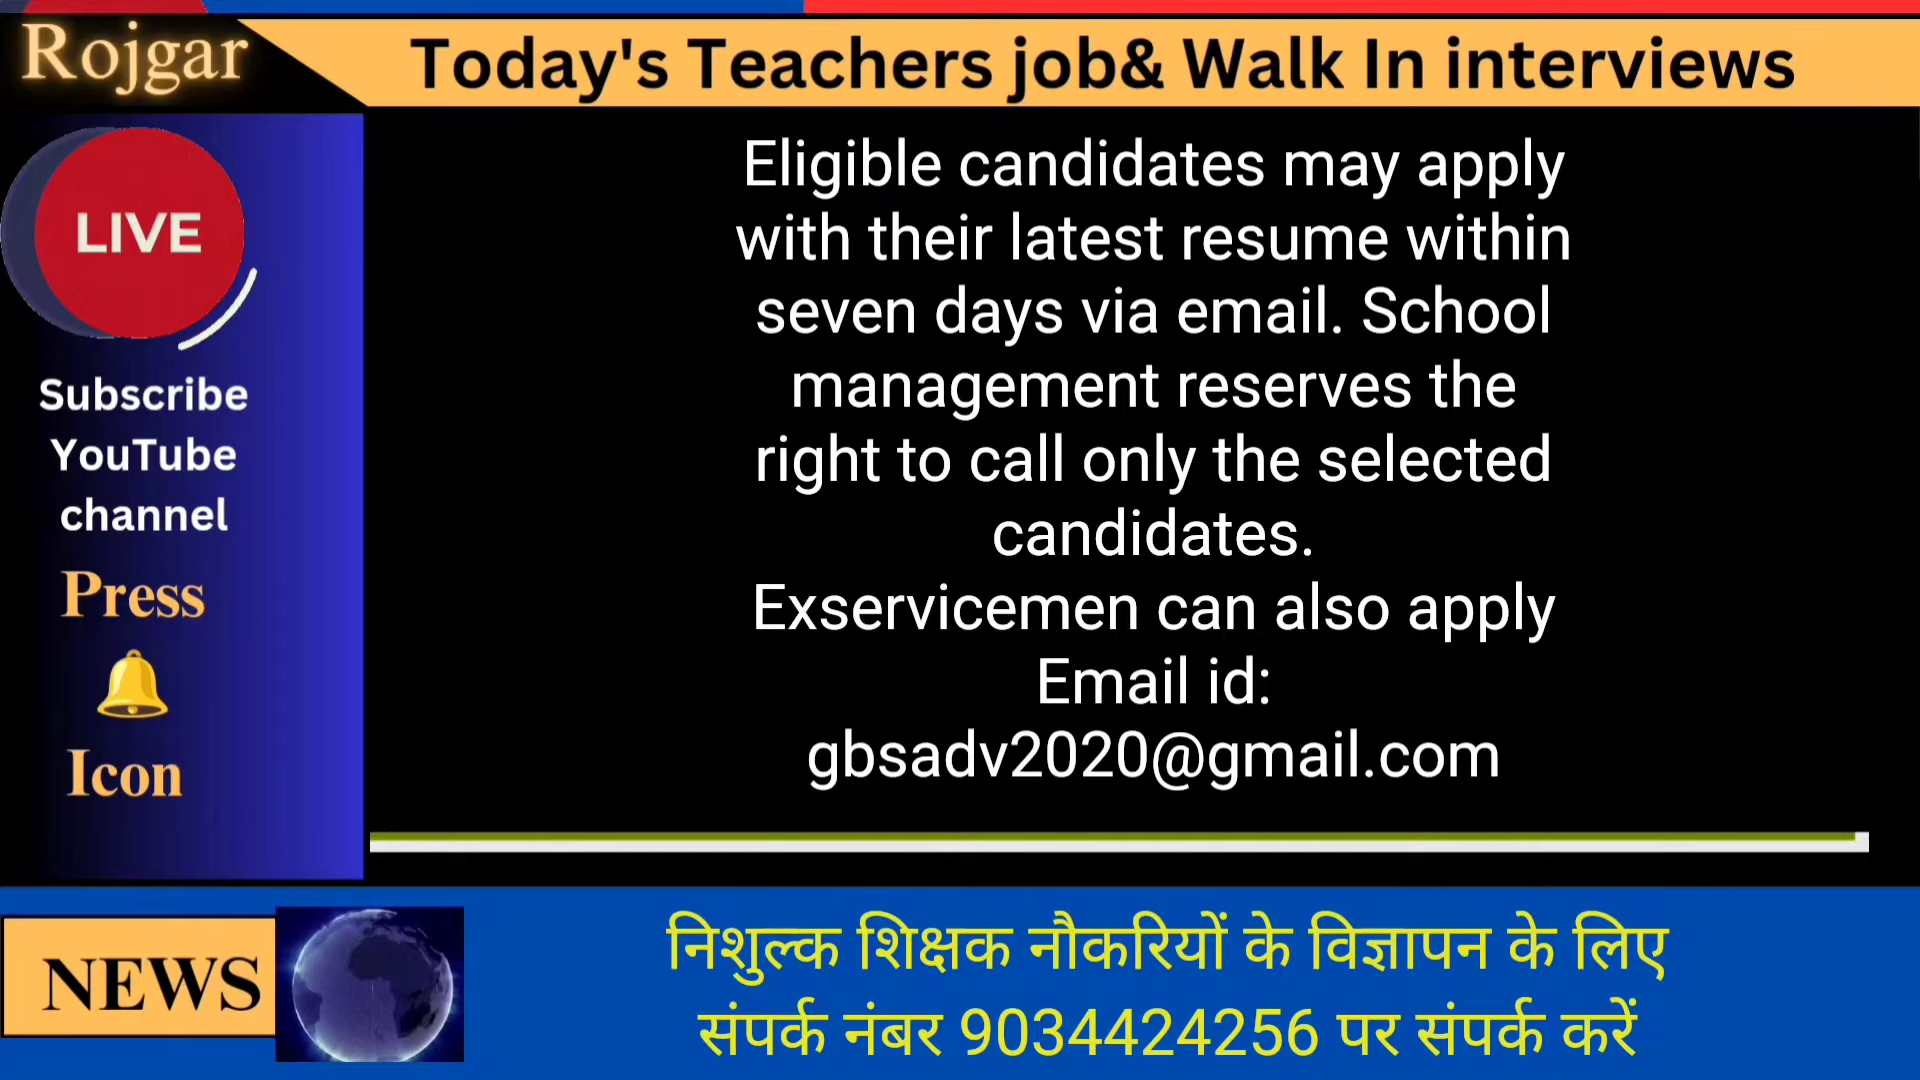 Rojgar
Today's Teachers job& Walk In interviews
LIVE
Subscribe
YouTube
channel
Press
Icon
Eligible candidates may apply
with their latest resume within
seven days via email. School
management reserves the
right to call only the selected
candidates.
Exservicemen can also apply
Email id:
gbsadv2020@gmail.com
NEWS
निशुल्क शिक्षक नौकरियों के विज्ञापन के लिए
संपर्क नंबर 9034424256 पर संपर्क करें